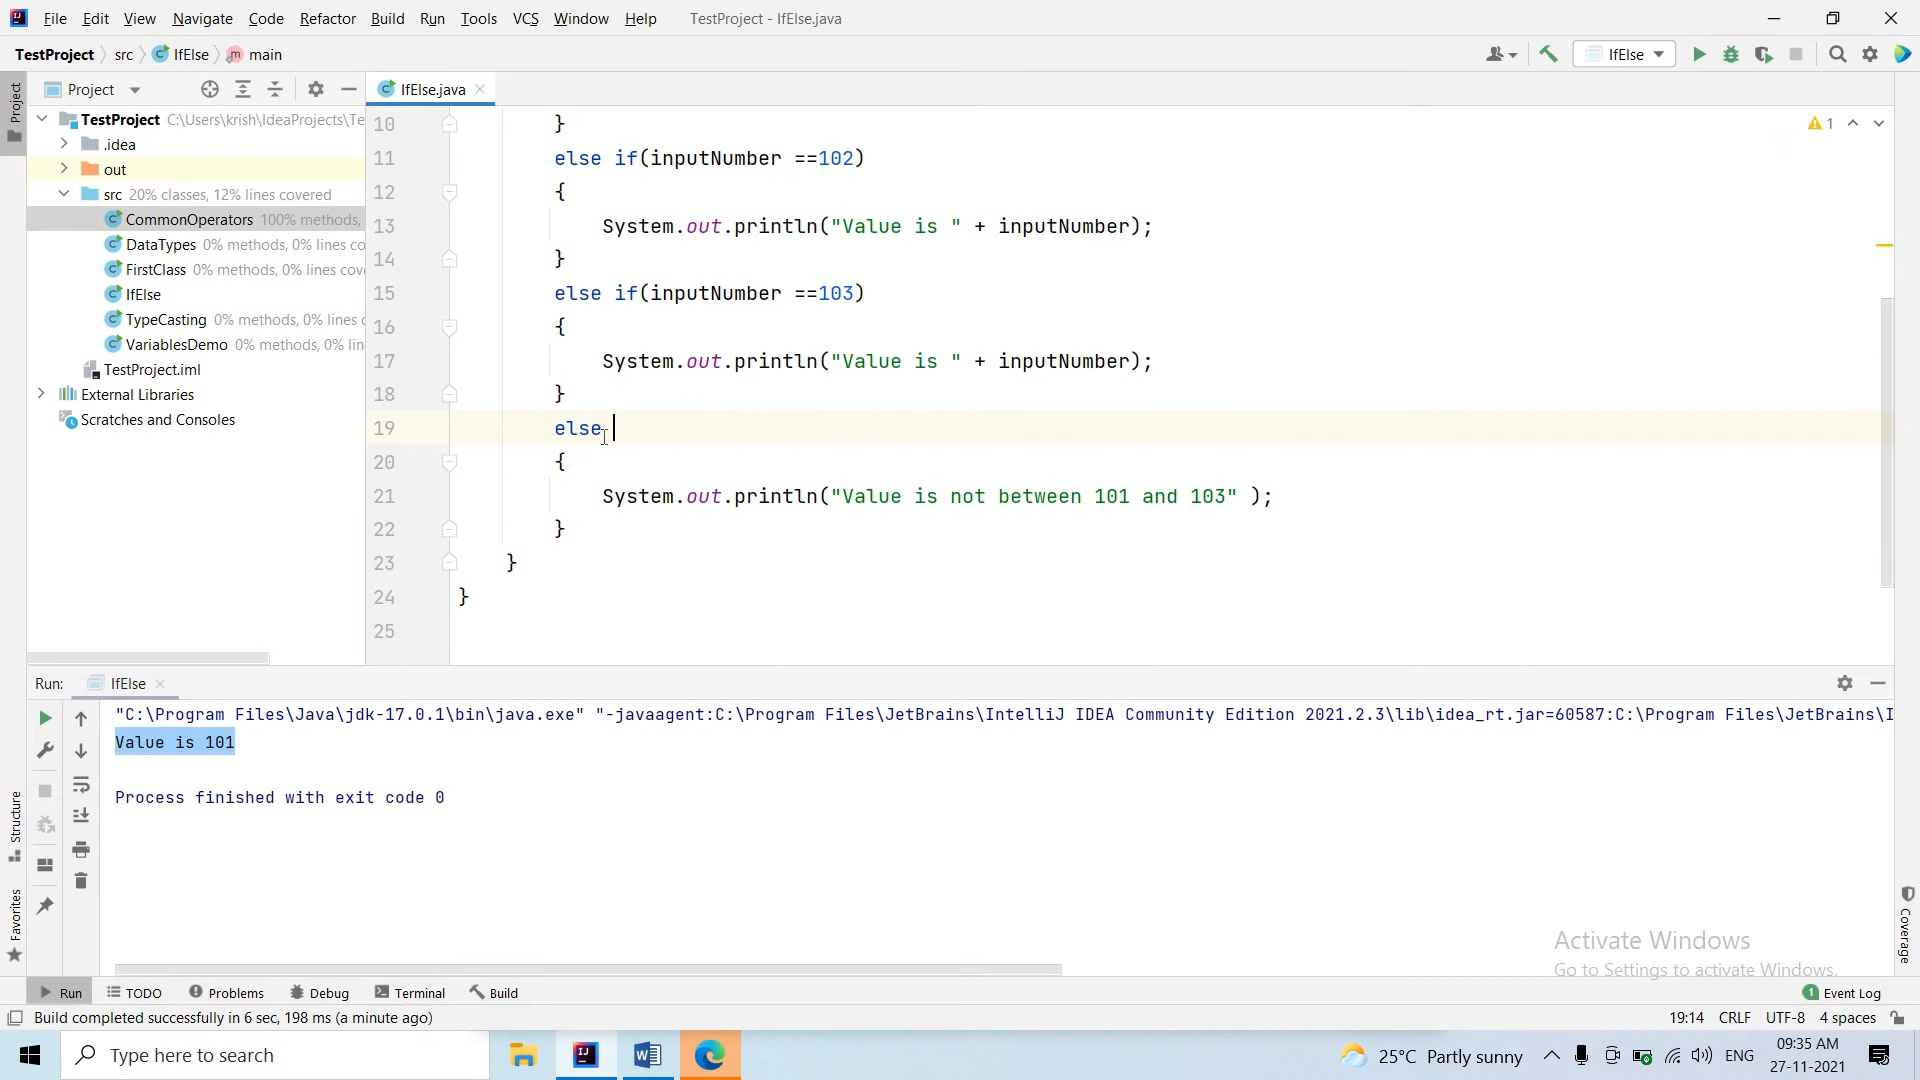 File Edit View Navigate Code Refactor Build Run Tools VCS Window Help TestProject - IfElse.java
TestProject src IfElse main IfElse
Project IfElse.java
TestProject C:\Users\krish\IdeaProjects\Te
.idea
out
src 20% classes, 12% lines covered
CommonOperators 100% methods,
DataTypes 0% methods, 0% lines co
FirstClass 0% methods, 0% lines cov
IfElse
TypeCasting 0% methods, 0% lines c
VariablesDemo 0% methods, 0% lin
TestProject.iml
External Libraries
Scratches and Consoles
Project
Structure
Favorites
1
10 }
11 else if(inputNumber ==102)
12 {
13 System.out.println("Value is " + inputNumber);
14 }
15 else if(inputNumber ==103)
16 {
17 System.out.println("Value is " + inputNumber);
18 }
19 else
20 {
21 System.out.println("Value is not between 101 and 103" );
22 }
23 }
24 }
25
Run: IfElse
"C:\Program Files\Java\jdk-17.0.1\bin\java.exe" "-javaagent:C:\Program Files\JetBrains\IntelliJ IDEA Community Edition 2021.2.3\lib\idea_rt.jar=60587:C:\Program Files\JetBrains\I
Value is 101
Process finished with exit code 0
Coverage
Activate Windows
Go to Settings to activate Windows.
Run TODO Problems Debug Terminal Build 1 Event Log
Build completed successfully in 6 sec, 198 ms (a minute ago) 19:14 CRLF UTF-8 4 spaces
Type here to search 25°C Partly sunny ENG 09:35 AM
27-11-2021